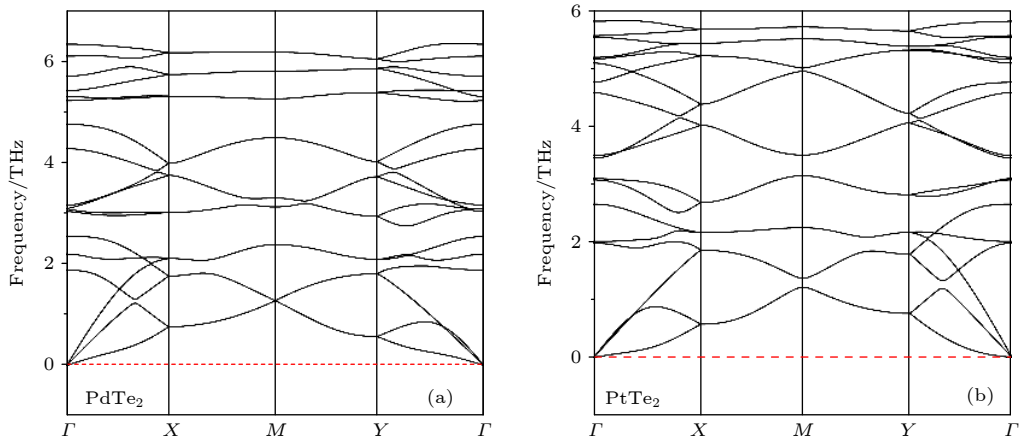 6
4
2
0
Frequency/THz
PdTe2
(a)
Γ
X
M
Y
Γ
6
4
2
0
Frequency/THz
PtTe2
(b)
Γ
X
M
Y
Γ